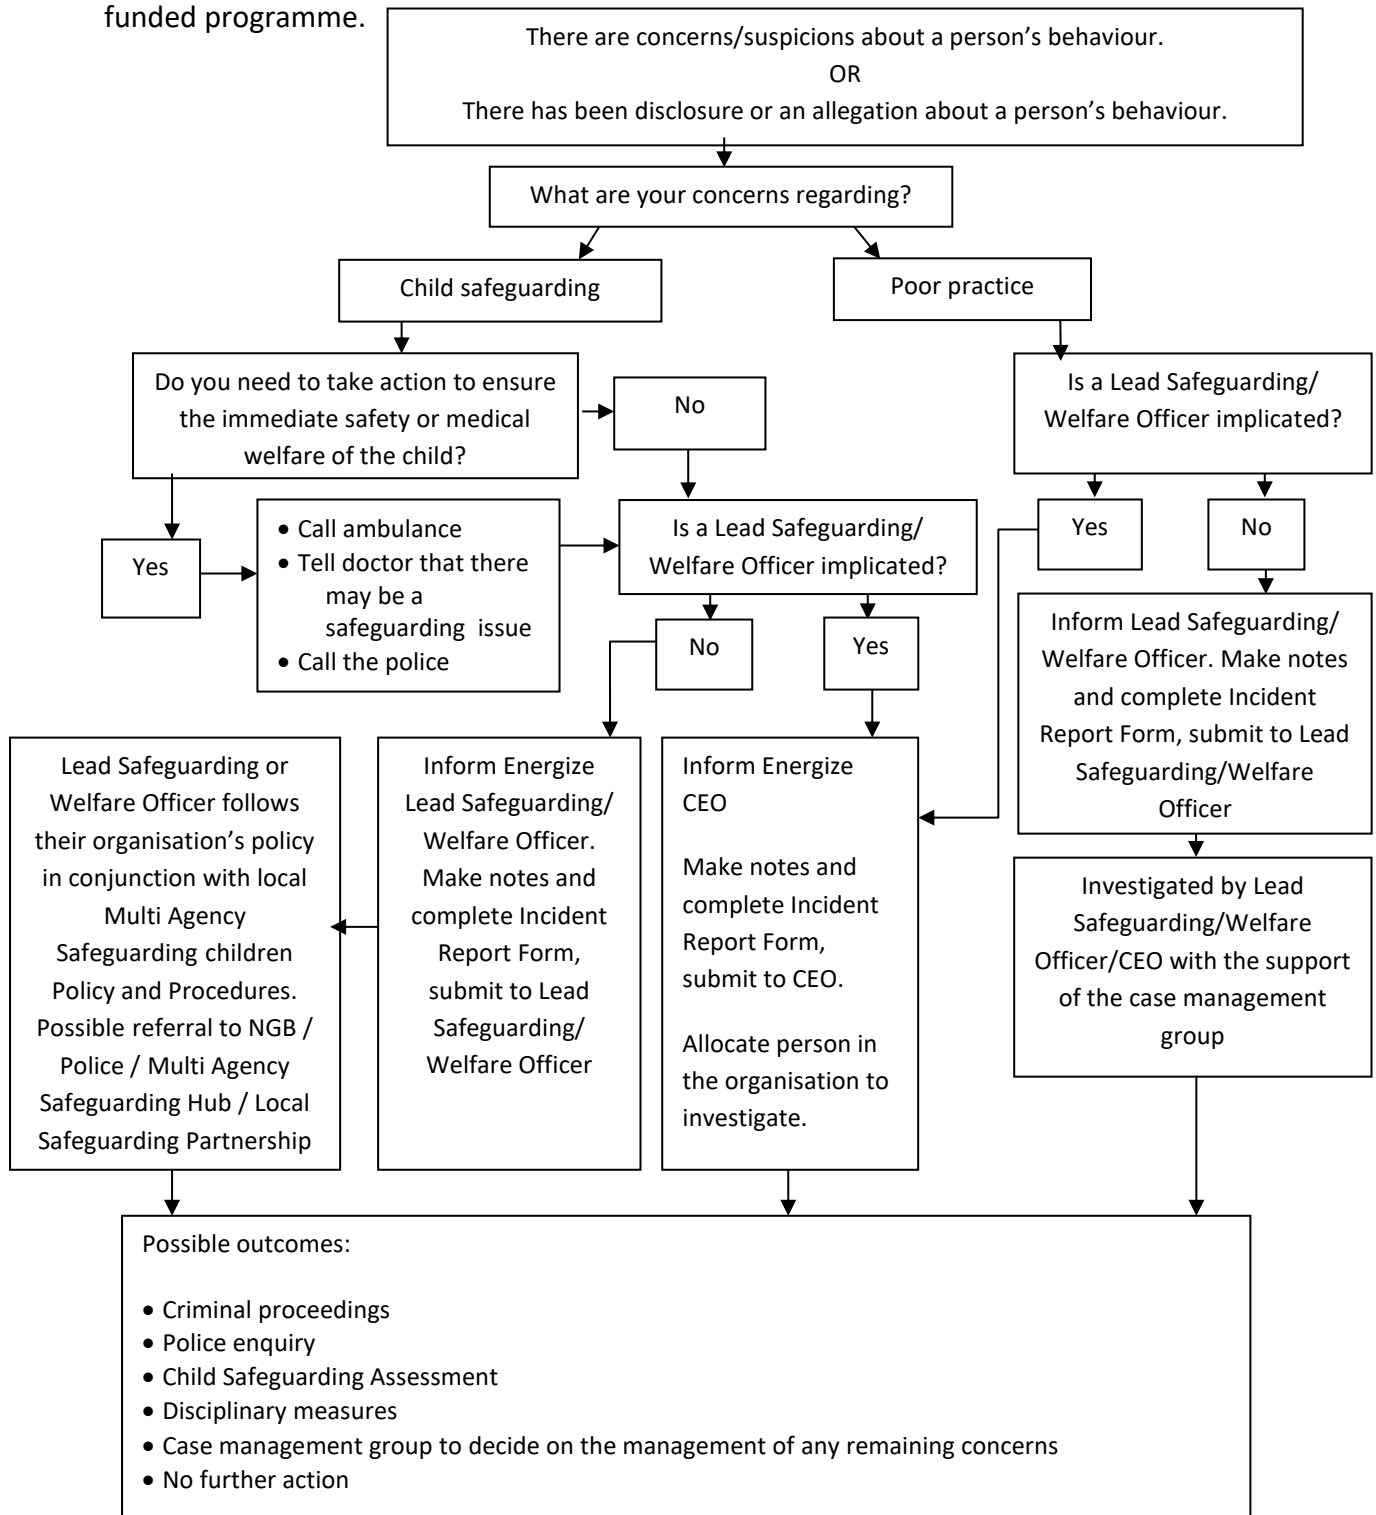 funded programme.
There are concerns/suspicions about a person’s behaviour.
OR
There has been disclosure or an allegation about a person’s behaviour.
What are your concerns regarding?
Child safeguarding
Poor practice
Do you need to take action to ensure
the immediate safety or medical
welfare of the child?
No
Is a Lead Safeguarding/
Welfare Officer implicated?
Yes
• Call ambulance
• Tell doctor that there
may be a
safeguarding issue
• Call the police
Is a Lead Safeguarding/
Welfare Officer implicated?
Yes
No
No
Yes
Inform Lead Safeguarding/
Welfare Officer. Make notes
and complete Incident
Report Form, submit to Lead
Safeguarding/Welfare
Officer
Lead Safeguarding or
Welfare Officer follows
their organisation’s policy
in conjunction with local
Multi Agency
Safeguarding children
Policy and Procedures.
Possible referral to NGB /
Police / Multi Agency
Safeguarding Hub / Local
Safeguarding Partnership
Inform Energize
Lead Safeguarding/
Welfare Officer.
Make notes and
complete Incident
Report Form,
submit to Lead
Safeguarding/
Welfare Officer
Inform Energize
CEO
Make notes and
complete Incident
Report Form,
submit to CEO.
Allocate person in
the organisation to
investigate.
Investigated by Lead
Safeguarding/Welfare
Officer/CEO with the support
of the case management
group
Possible outcomes:
• Criminal proceedings
• Police enquiry
• Child Safeguarding Assessment
• Disciplinary measures
• Case management group to decide on the management of any remaining concerns
• No further action